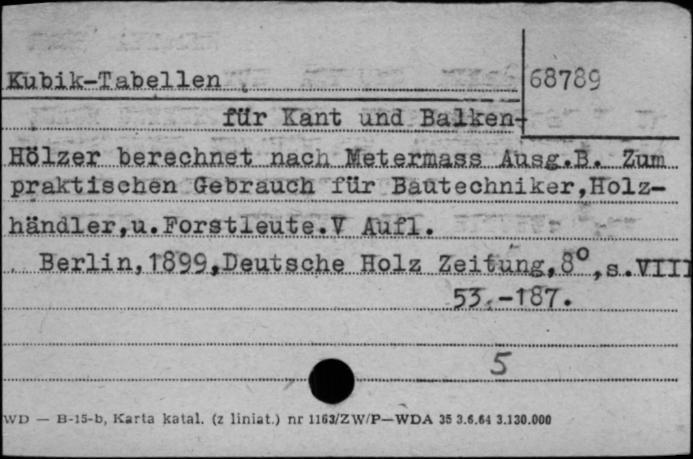 Kubik-Tabellen 68789
für Kant und Balken-
Hölzer berechnet nach Metermass Ausg.B. Zum
praktischen Gebrauch für Bautechniker,Holz-
händler,u.Forstleute.V Aufl.
Berlin,1899,Deutsche Holz Zeitung,8°,s.VIII
53.-187.
5
WD — B-15-b, Karta katal. (z liniat.) nr 1163/ZW/P—WDA 35 3.6.64 3.130.000